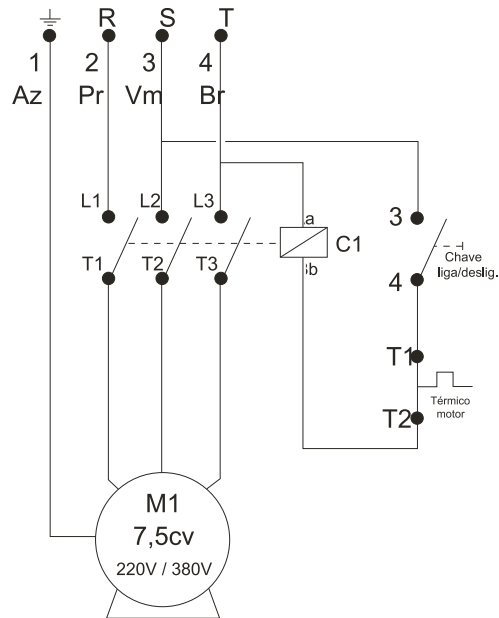 R S T
1 2 3 4
Az Pr Vm Br
L1 L2 L3
a
C1
3
T1 T2 T3
b
Chave
liga/deslig.
4
T1
Térmico
motor
T2
M1
7,5cv
220V / 380V